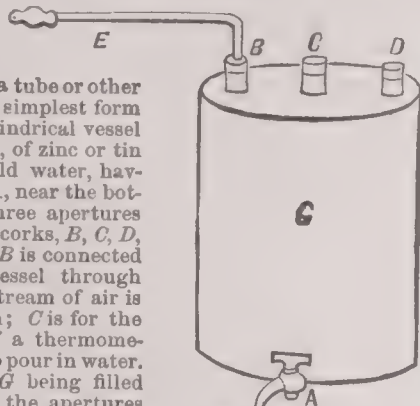 E
B
C
D
a tube or other
simplest form
indrical vessel
, of zinc or tin
ld water, hav-
., near the bot-
hree apertures
corks, B, C, D,
B is connected
essel through
tream of air is
; C is for the
f a thermome-
pour in water.
G being filled
the apertures
G
A